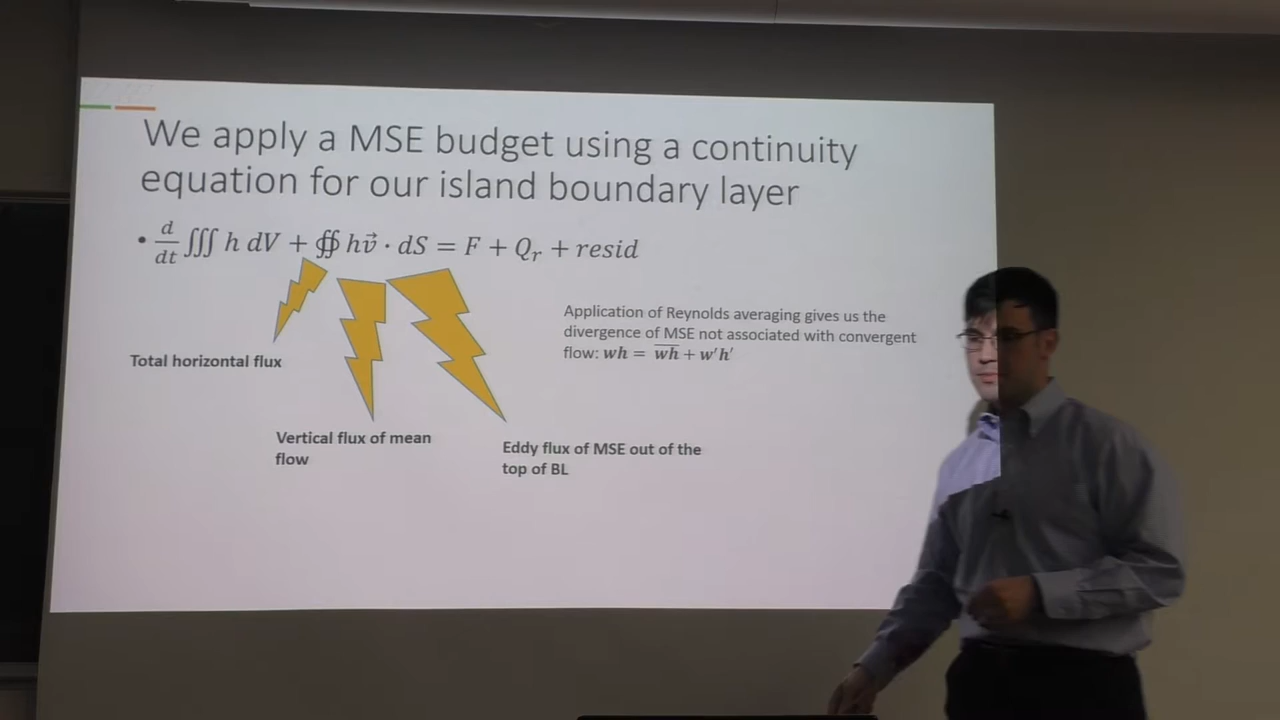 We apply a MSE budget using a continuity
equation for our island boundary layer
• d/dt ∭ h dV + ∯ hv⃗ · dS = F + Qᵣ + resid
Application of Reynolds averaging gives us the
divergence of MSE not associated with convergent
flow: wh = w̅h̅ + w′h′
Total horizontal flux
Vertical flux of mean
flow
Eddy flux of MSE out of the
top of BL